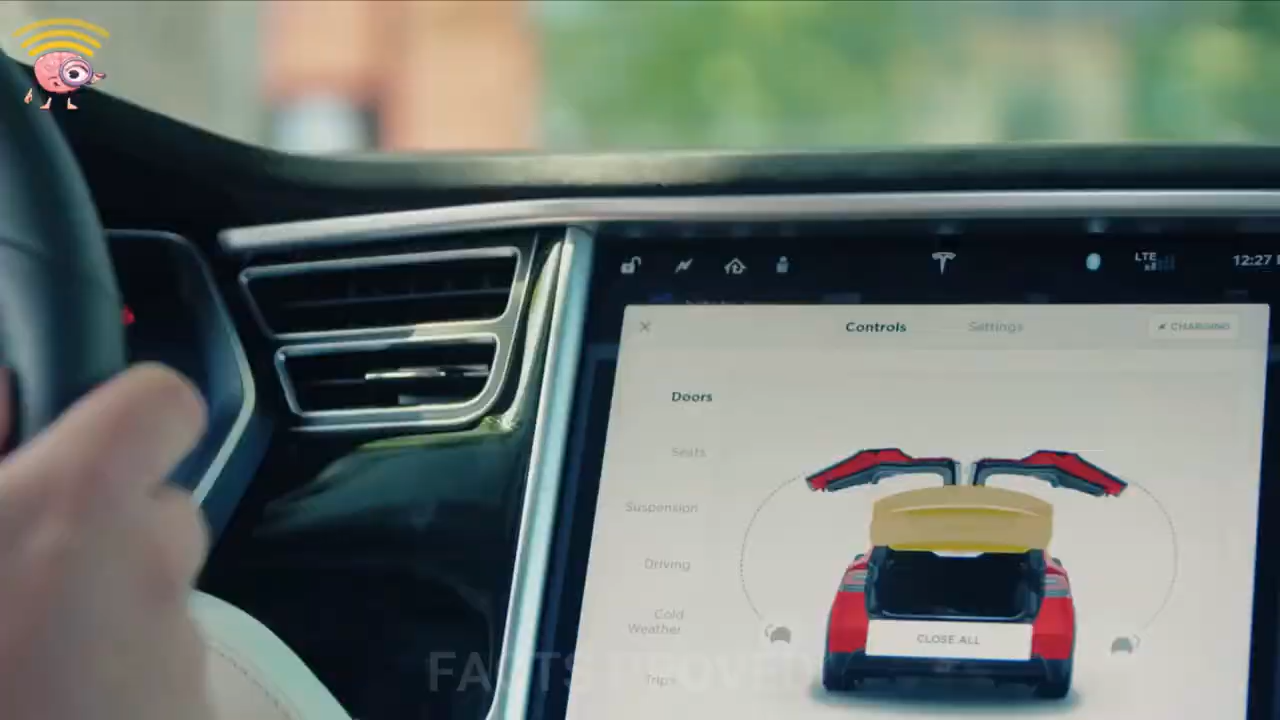 LTE
12:27
Controls
Settings
CHARGING
Doors
Seats
Suspension
Driving
Cold
Weather
CLOSE ALL
Trips